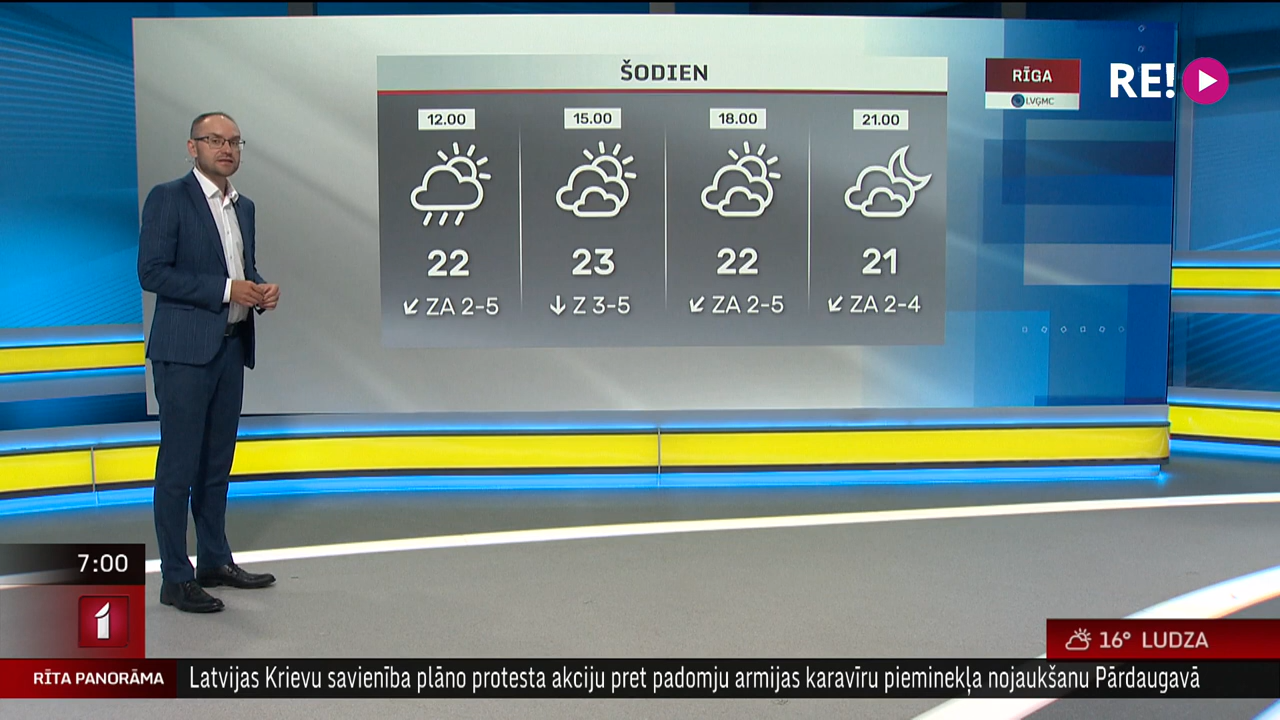 ŠODIEN
RĪGA
LVĢMC
RE!
12.00
15.00
18.00
21.00
22
23
22
21
ZA 2-5
Z 3-5
ZA 2-5
ZA 2-4
7:00
1
16° LUDZA
RĪTA PANORĀMA
Latvijas Krievu savienība plāno protesta akciju pret padomju armijas karavīru pieminekļa nojaukšanu Pārdaugavā